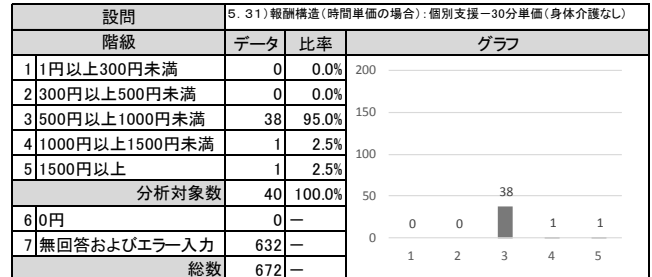 設問 5．31）報酬構造（時間単価の場合）：個別支援－30分単価（身体介護なし）
階級 データ 比率 グラフ
1 1円以上300円未満 0 0.0%
2 300円以上500円未満 0 0.0%
3 500円以上1000円未満 38 95.0%
4 1000円以上1500円未満 1 2.5%
5 1500円以上 1 2.5%
分析対象数 40 100.0%
6 0円 0 －
7 無回答およびエラー入力 632 －
総数 672 －
200
150
100
50
0
0 0 38 1 1
1 2 3 4 5